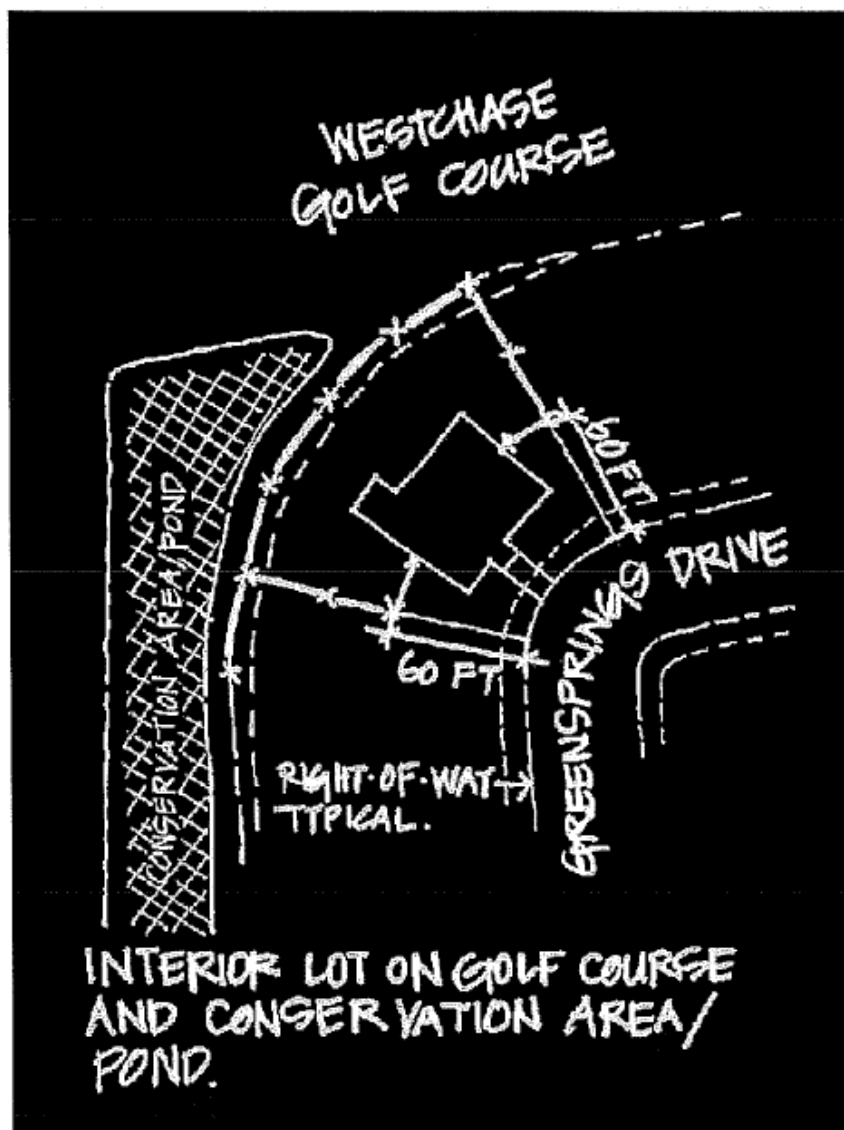 WESTCHASE
GOLF COURSE
60 FT.
GREENSPRINGS DRIVE
60 FT
CONSERVATION AREA/POND
RIGHT-OF-WAY
TYPICAL.
INTERIOR LOT ON GOLF COURSE
AND CONSERVATION AREA/
POND.